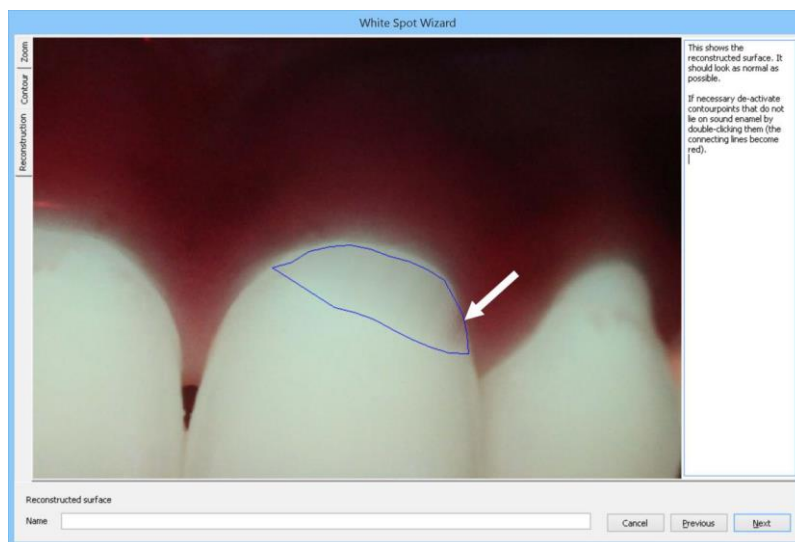 White Spot Wizard
Zoom
Contour
Reconstruction
This shows the
reconstructed surface. It
should look as normal as
possible.
If necessary de-activate
contourpoints that do not
lie on sound enamel by
double-clicking them (the
connecting lines become
red).
Reconstructed surface
Name
Cancel
Previous
Next